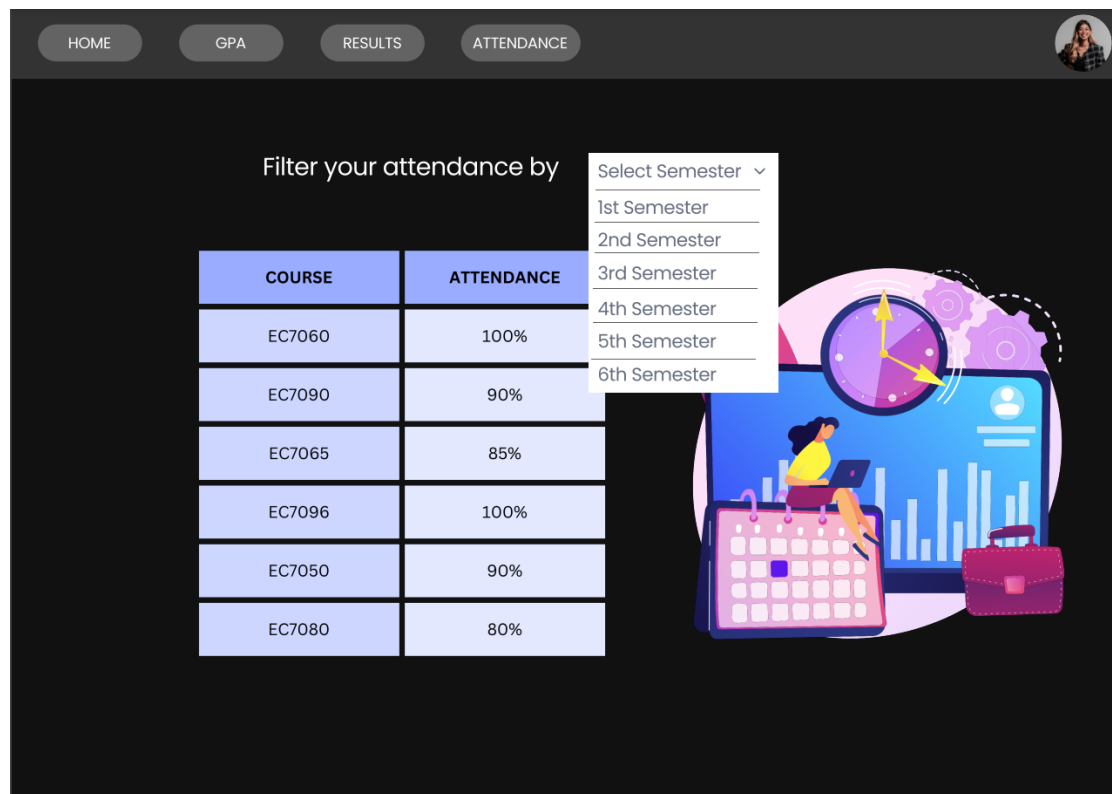 HOME GPA RESULTS ATTENDANCE
Filter your attendance by
Select Semester
1st Semester
2nd Semester
3rd Semester
4th Semester
5th Semester
6th Semester
COURSE ATTENDANCE
EC7060 100%
EC7090 90%
EC7065 85%
EC7096 100%
EC7050 90%
EC7080 80%